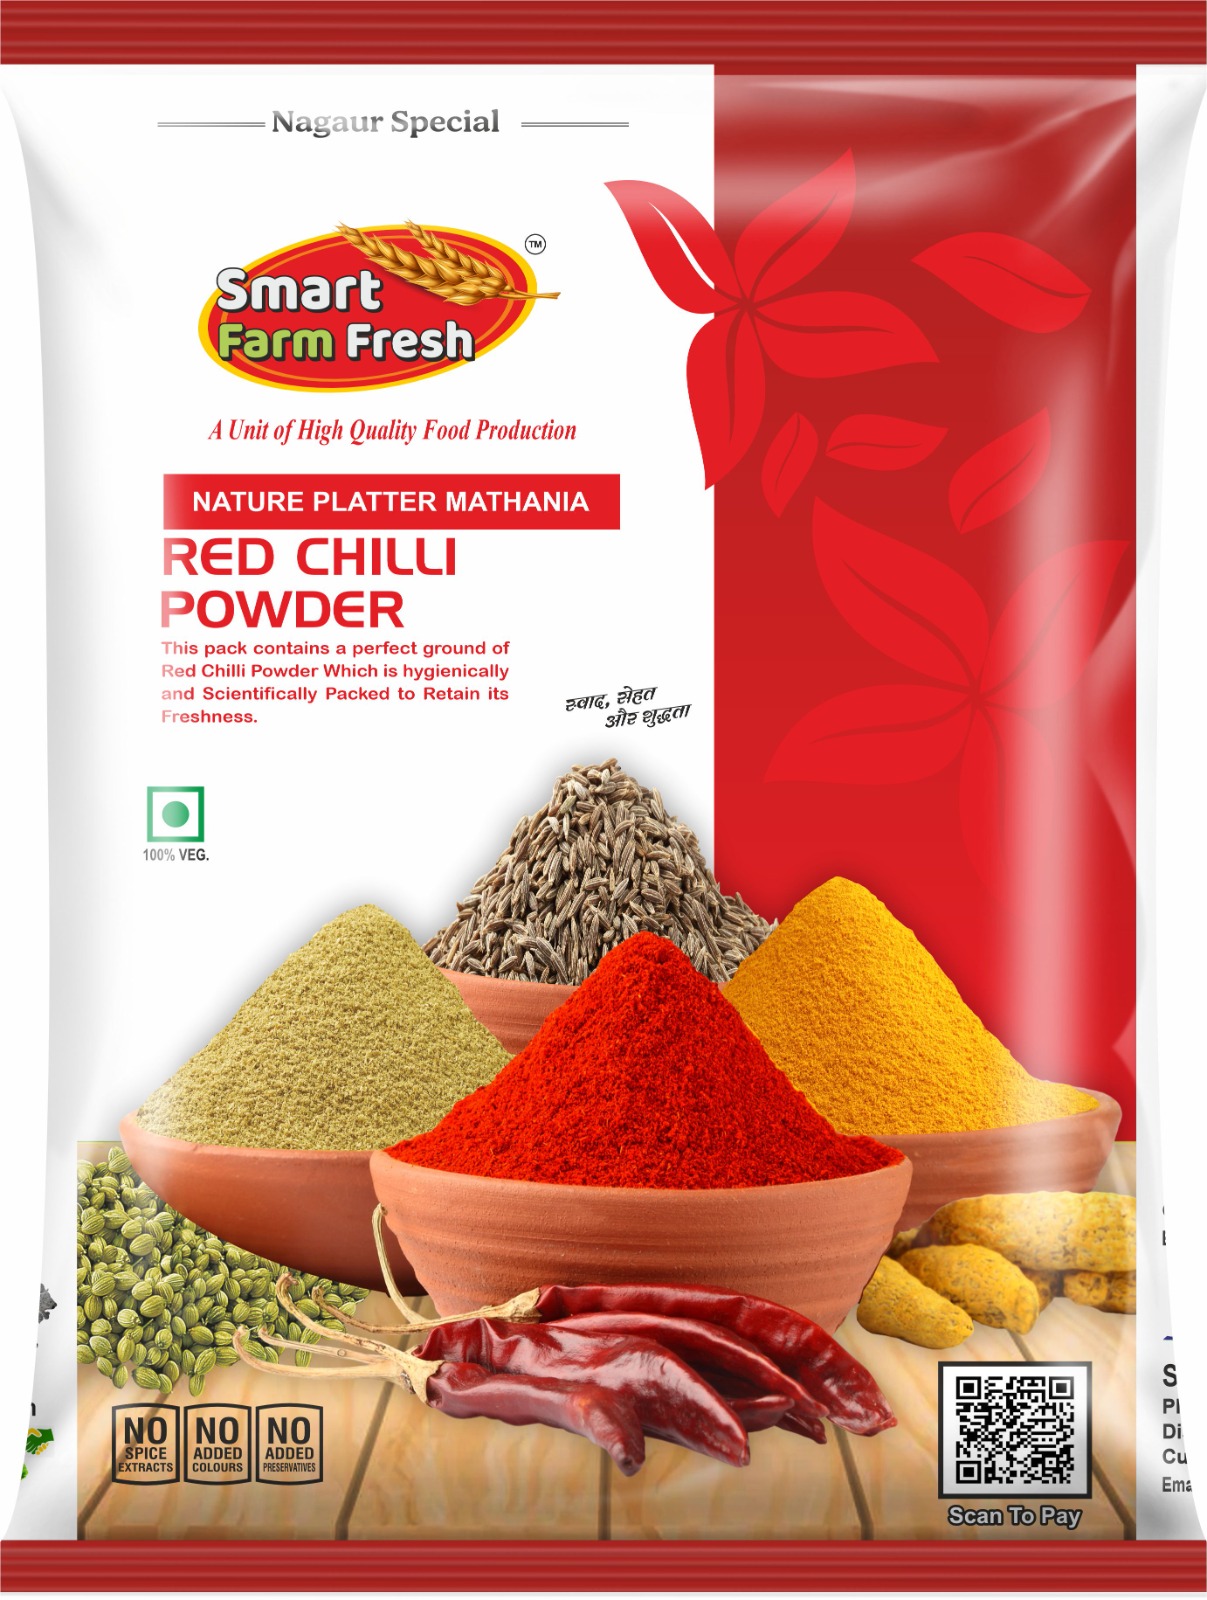 Nagaur Special
Smart
Farm Fresh
TM
A Unit of High Quality Food Production
NATURE PLATTER MATHANIA
RED CHILLI
POWDER
This pack contains a perfect ground of
Red Chilli Powder Which is hygienically
and Scientifically Packed to Retain its
Freshness.
स्वाद, सेहत
और शुद्धता
100% VEG.
NO
SPICE
EXTRACTS
NO
ADDED
COLOURS
NO
ADDED
PRESERVATIVES
Scan To Pay